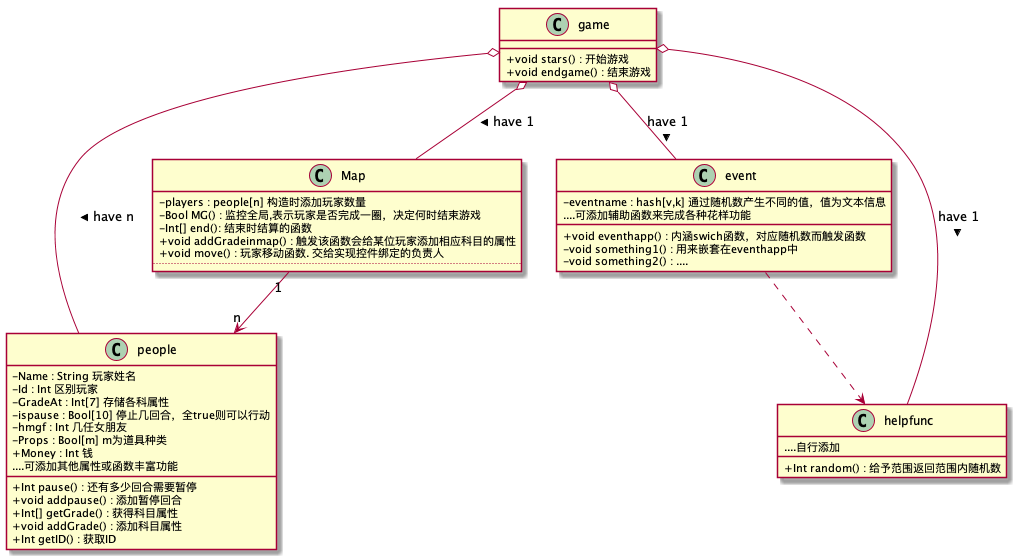 C game
+void stars() : 开始游戏
+void endgame() : 结束游戏
◄ have 1
have 1
▼
◄ have n
have 1
▼
C Map
-players : people[n] 构造时添加玩家数量
-Bool MG() : 监控全局,表示玩家是否完成一圈，决定何时结束游戏
-Int[] end(): 结束时结算的函数
+void addGradeinmap() : 触发该函数会给某位玩家添加相应科目的属性
+void move() : 玩家移动函数. 交给实现控件绑定的负责人
C event
-eventname : hash[v,k] 通过随机数产生不同的值，值为文本信息
....可添加辅助函数来完成各种花样功能
+void eventhapp() : 内涵swich函数，对应随机数而触发函数
-void something1() : 用来嵌套在eventhapp中
-void something2() : ....
1
n
C people
-Name : String 玩家姓名
-Id : Int 区别玩家
-GradeAt : Int[7] 存储各科属性
-ispause : Bool[10] 停止几回合，全true则可以行动
-hmgf : Int 几任女朋友
-Props : Bool[m] m为道具种类
+Money : Int 钱
....可添加其他属性或函数丰富功能
+Int pause() : 还有多少回合需要暂停
+void addpause() : 添加暂停回合
+Int[] getGrade() : 获得科目属性
+void addGrade() : 添加科目属性
+Int getID() : 获取ID
C helpfunc
....自行添加
+Int random() : 给予范围返回范围内随机数